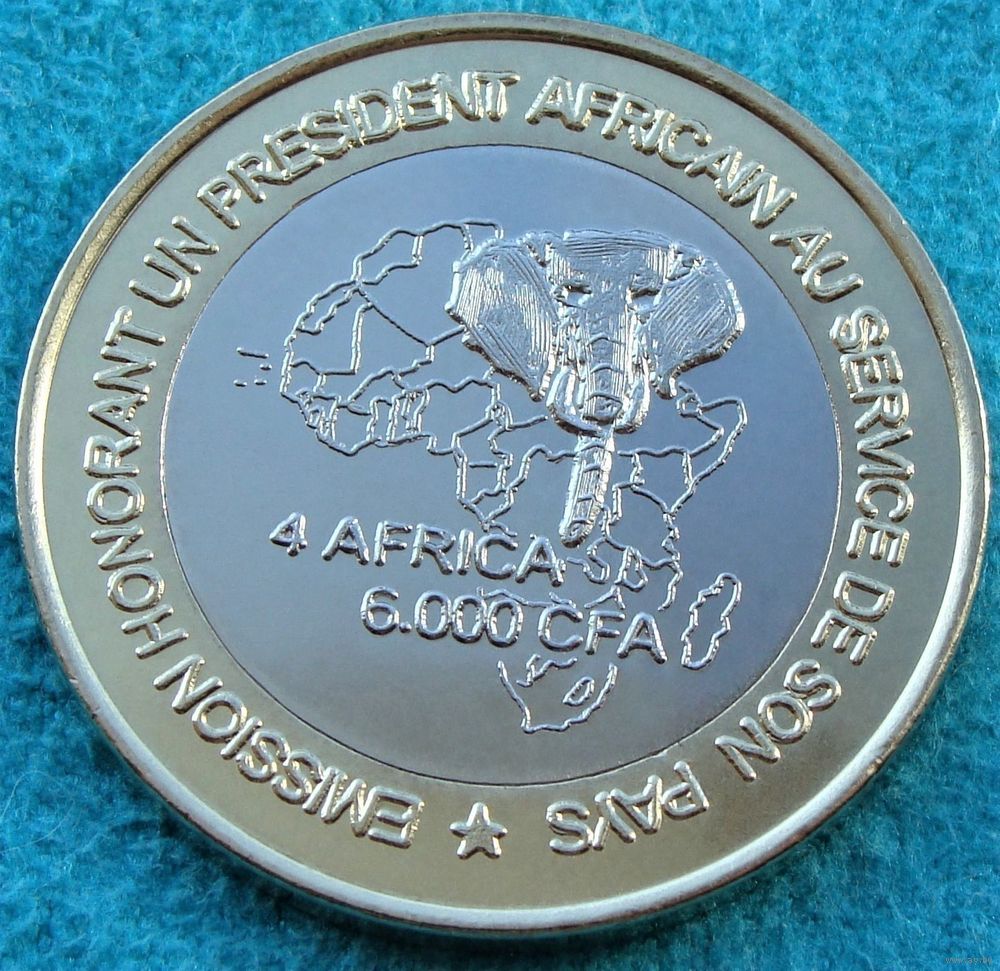 EMISSION HONORANT UN PRESIDENT AFRICAIN AU SERVICE DE SON PAYS
4 AFRICA
6.000 CFA